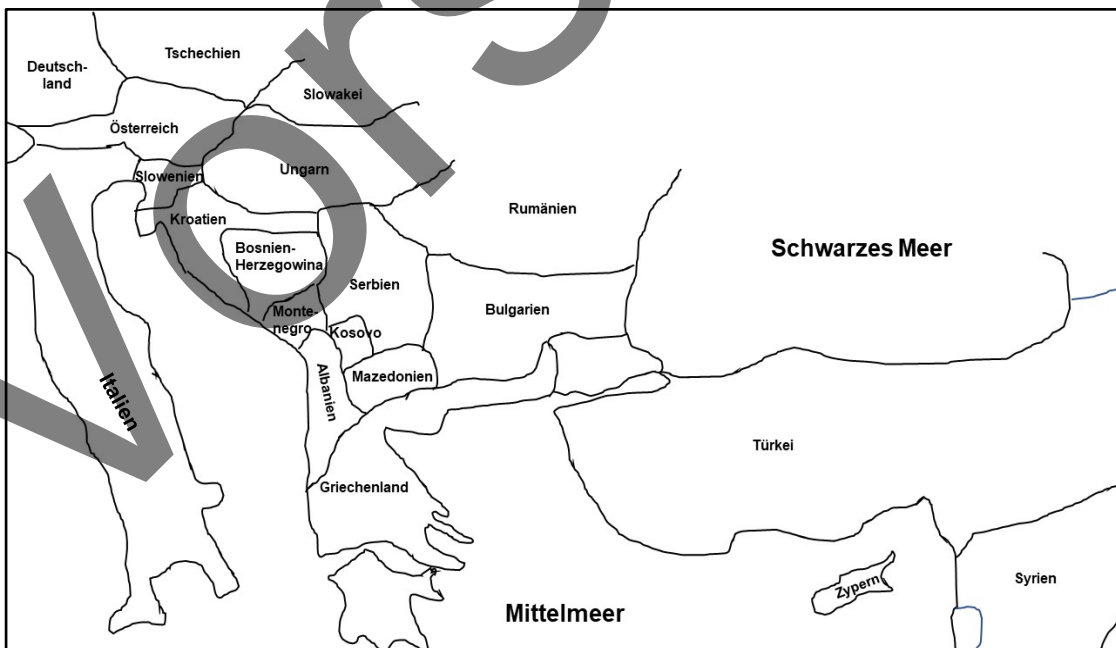 Tschechien
Deutsch-
land
Slowakei
Österreich
Ungarn
Slowenien
Rumänien
Kroatien
Schwarzes Meer
Bosnien-
Herzegowina
Serbien
Bulgarien
Monte-
negro
Kosovo
Mazedonien
Albanien
Italien
Türkei
Griechenland
Syrien
Zypern
Mittelmeer